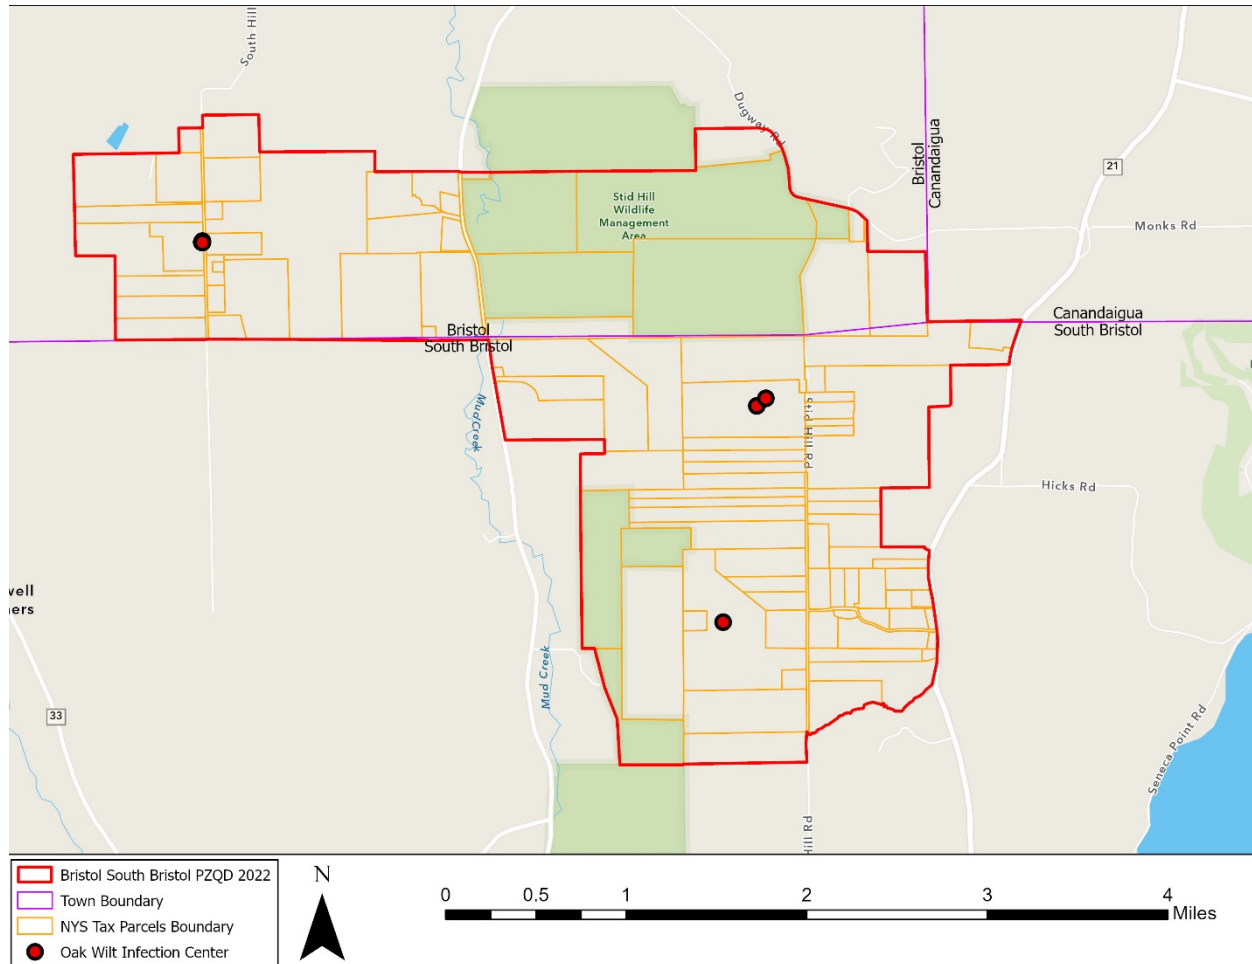 South Hill
Dugway Rd
Bristol
Canandaigua
21
Stid Hill
Wildlife
Management
Area
Monks Rd
Canandaigua
South Bristol
Bristol
South Bristol
Mud Creek
Stid Hill Rd
Hicks Rd
vell
ners
Mud Creek
33
Seneca Point Rd
Hill Rd
Bristol South Bristol PZQD 2022
Town Boundary
NYS Tax Parcels Boundary
Oak Wilt Infection Center
N
0 0.5 1 2 3 4
Miles